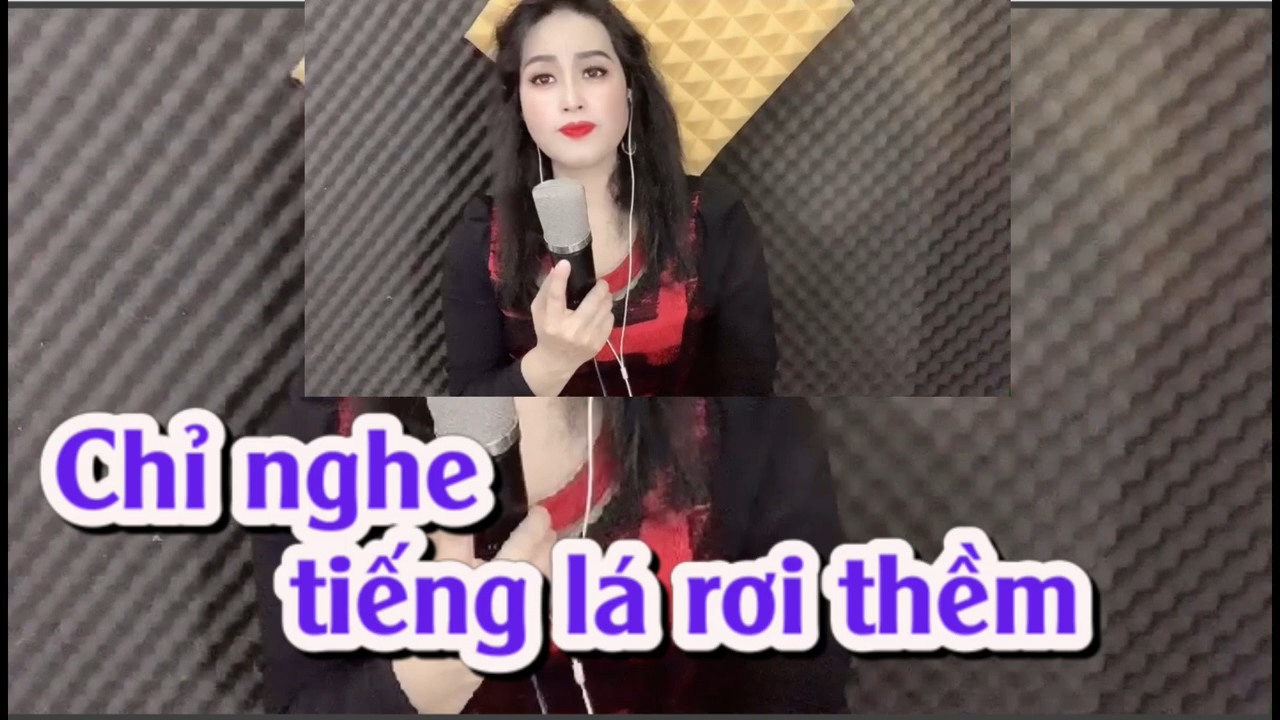 Chỉ nghe
tiếng lá rơi thềm